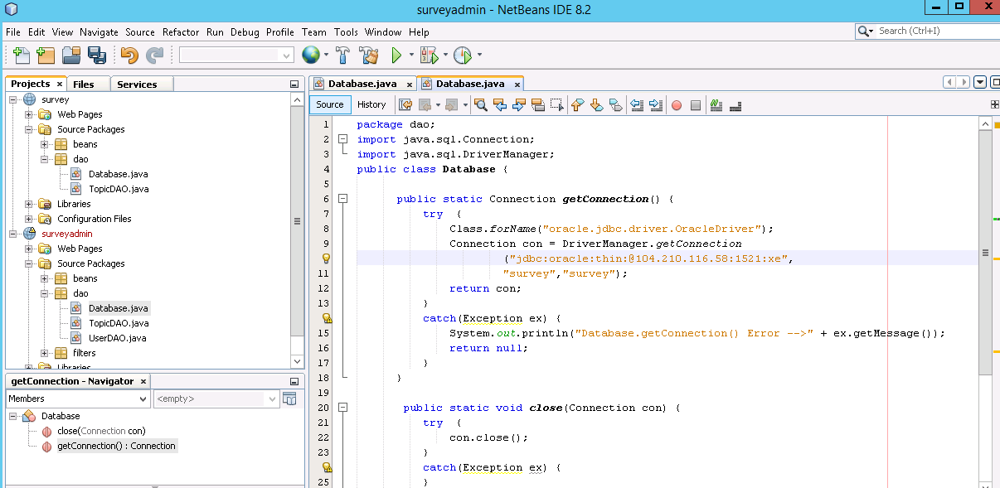 surveyadmin - NetBeans IDE 8.2
File Edit View Navigate Source Refactor Run Debug Profile Team Tools Window Help
Search (Ctrl+I)
Projects × Files Services
survey
Web Pages
Source Packages
beans
dao
Database.java
TopicDAO.java
Libraries
Configuration Files
surveyadmin
Web Pages
Source Packages
beans
dao
Database.java
TopicDAO.java
UserDAO.java
filters
Libraries
getConnection - Navigator ×
Members <empty>
Database
close(Connection con)
getConnection() : Connection
Database.java × Database.java ×
Source History
1 package dao;
2 import java.sql.Connection;
3 import java.sql.DriverManager;
4 public class Database {
5
6 public static Connection getConnection() {
7 try {
8 Class.forName("oracle.jdbc.driver.OracleDriver");
9 Connection con = DriverManager.getConnection
("jdbc:oracle:thin:@104.210.116.58:1521:xe",
11 "survey","survey");
12 return con;
13 }
catch(Exception ex) {
15 System.out.println("Database.getConnection() Error -->" + ex.getMessage());
16 return null;
17 }
18 }
19
20 public static void close(Connection con) {
21 try {
22 con.close();
23 }
catch(Exception ex) {
25 }